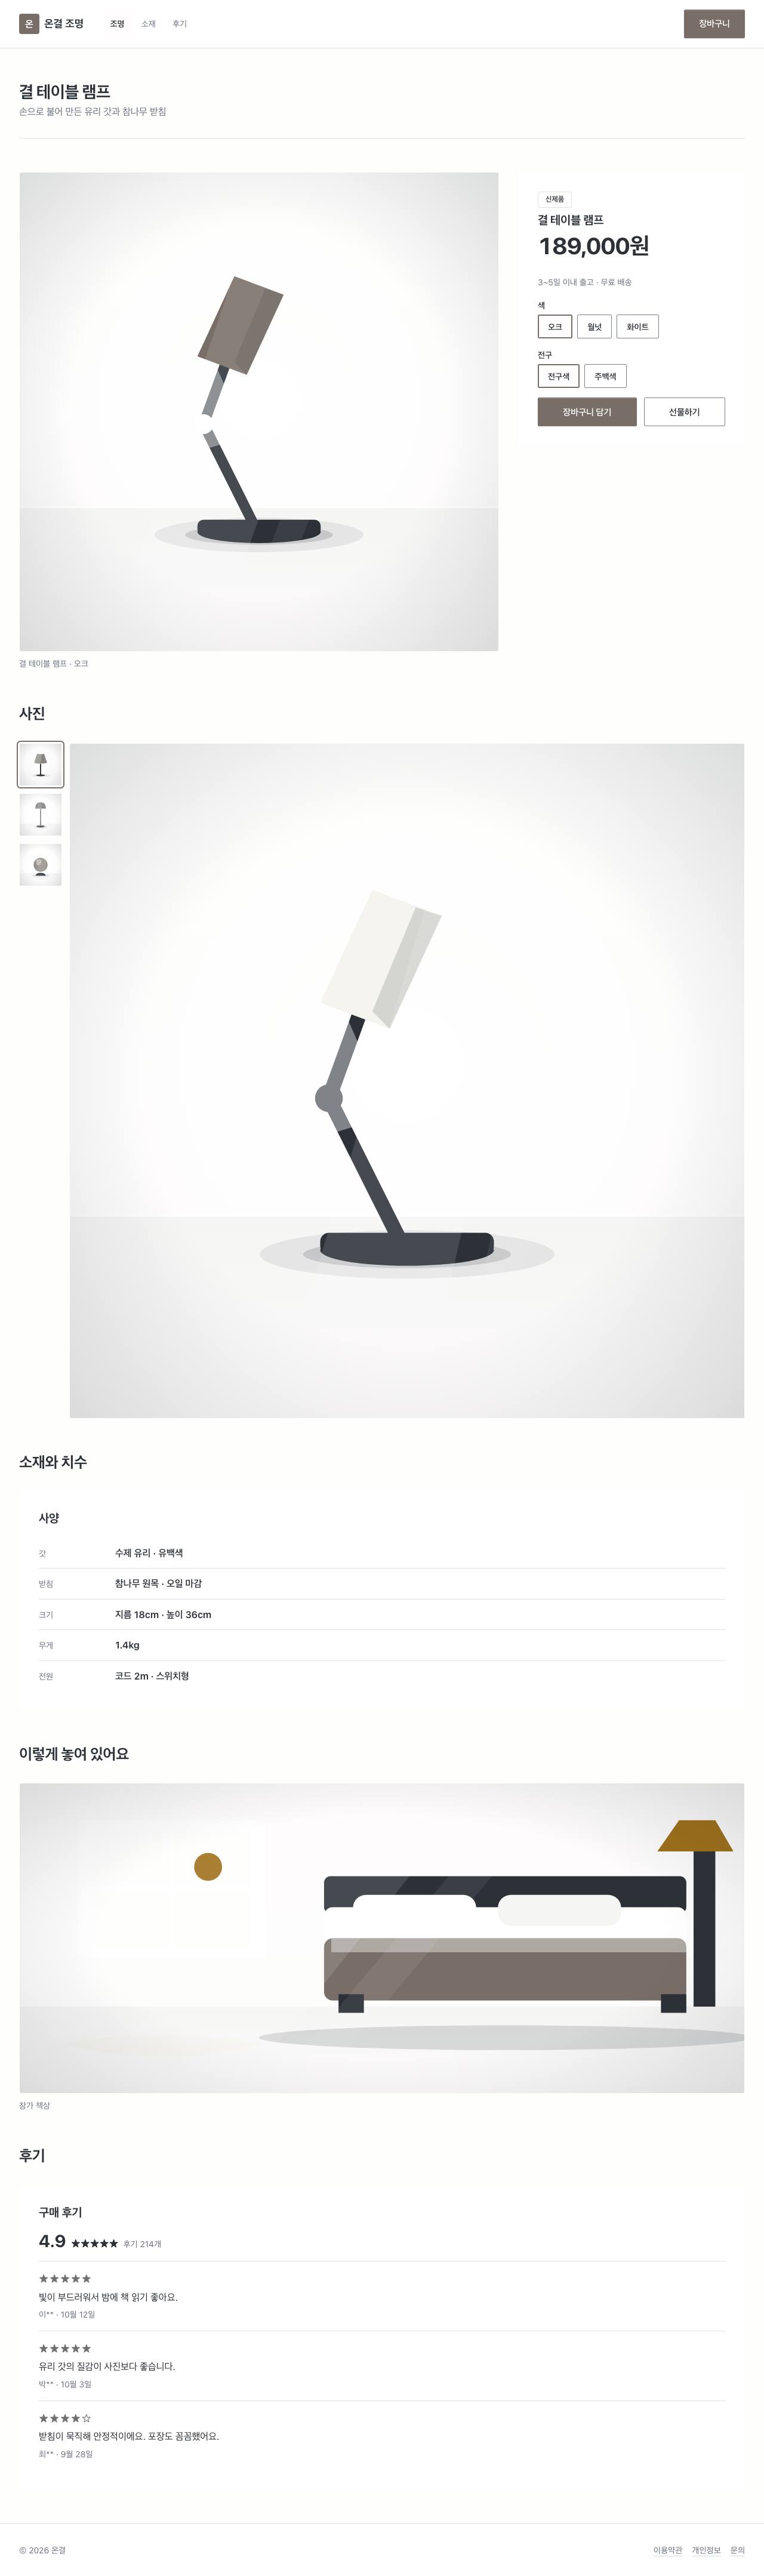 온 온결 조명 조명 소재 후기 장바구니
결 테이블 램프
손으로 불어 만든 유리 갓과 참나무 받침
신제품
결 테이블 램프
189,000원
3~5일 이내 출고 · 무료 배송
색
오크 월넛 화이트
전구
전구색 주백색
장바구니 담기 선물하기
결 테이블 램프 · 오크
사진
소재와 치수
사양
갓 수제 유리 · 유백색
받침 참나무 원목 · 오일 마감
크기 지름 18cm · 높이 36cm
무게 1.4kg
전원 코드 2m · 스위치형
이렇게 놓여 있어요
창가 책상
후기
구매 후기
4.9 ★★★★★ 후기 214개
★★★★★
빛이 부드러워서 밤에 책 읽기 좋아요.
이** · 10월 12일
★★★★★
유리 갓의 질감이 사진보다 좋습니다.
박** · 10월 3일
★★★★☆
받침이 묵직해 안정적이에요. 포장도 꼼꼼했어요.
최** · 9월 28일
© 2026 온결 이용약관 개인정보 문의